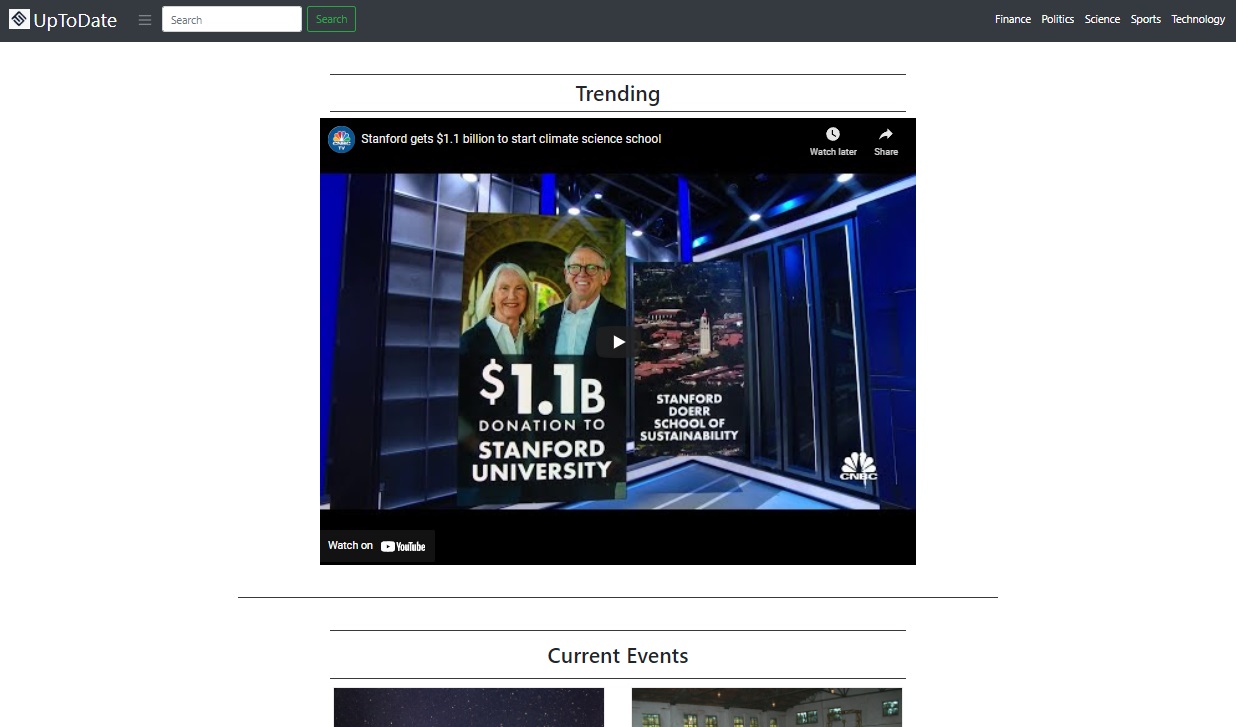 UpToDate
Search
Search
Finance Politics Science Sports Technology
Trending
CNBC
TV
Stanford gets $1.1 billion to start climate science school
Watch later
Share
$1.1B
DONATION TO
STANFORD
UNIVERSITY
STANFORD
DOERR
SCHOOL OF
SUSTAINABILITY
CNBC
Watch on YouTube
Current Events